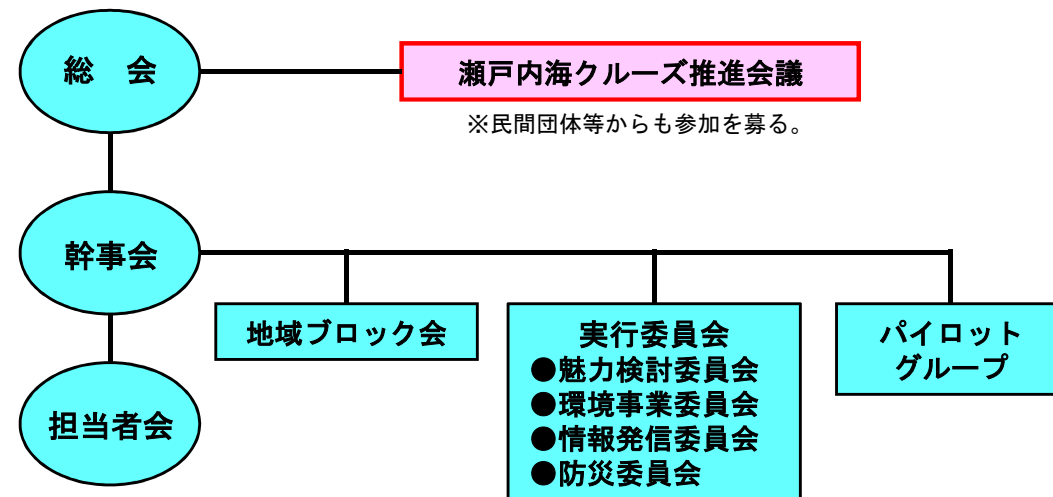 総　会
瀬戸内海クルーズ推進会議
※民間団体等からも参加を募る。
幹事会
地域ブロック会
実行委員会
●魅力検討委員会
●環境事業委員会
●情報発信委員会
●防災委員会
パイロット
グループ
担当者会